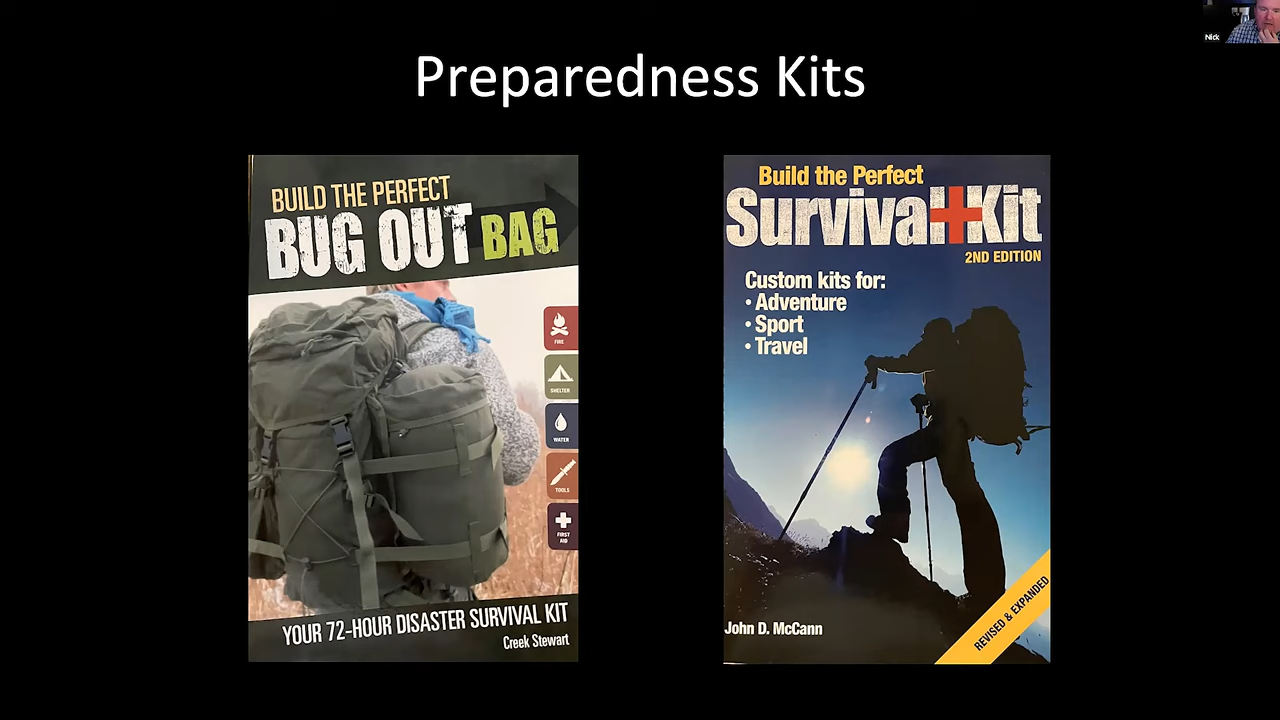 Nick
Preparedness Kits
BUILD THE PERFECT
BUG OUT BAG
FIRE
SHELTER
WATER
TOOLS
FIRST
AID
YOUR 72-HOUR DISASTER SURVIVAL KIT
Creek Stewart
Build the Perfect
Survival Kit
2ND EDITION
Custom kits for:
• Adventure
• Sport
• Travel
John D. McCann
REVISED & EXPANDED